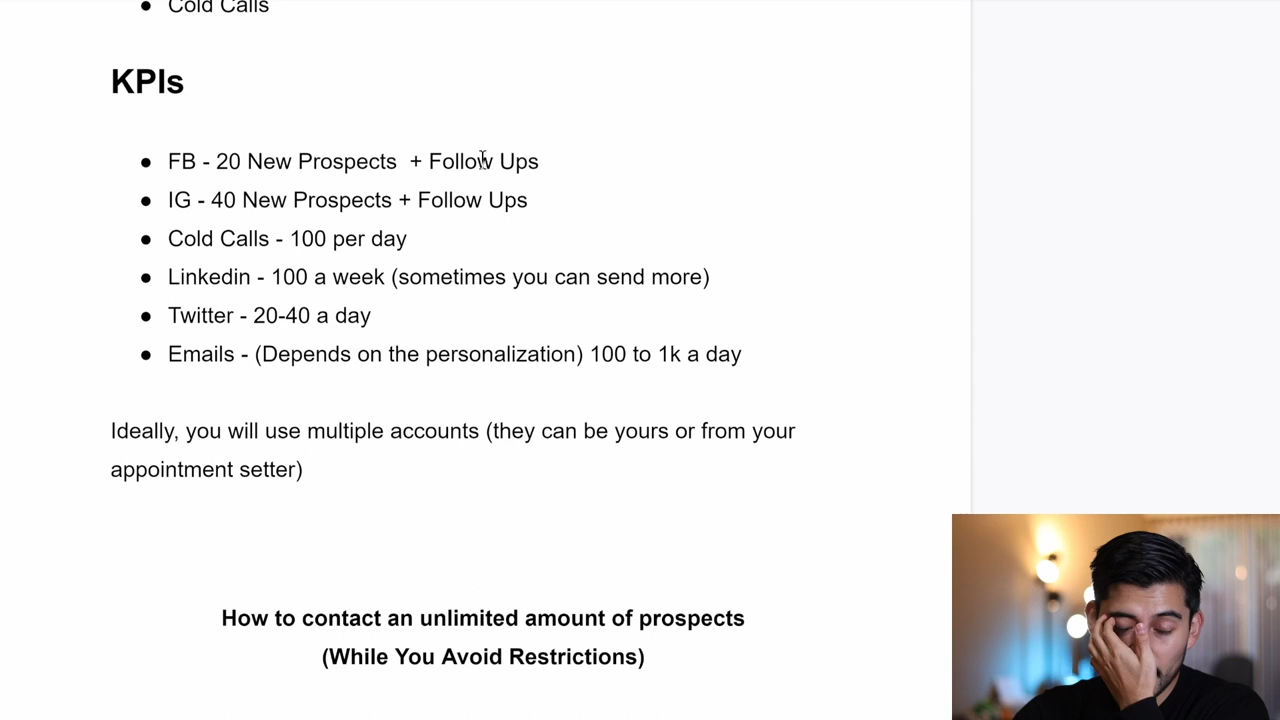 ● Cold Calls
KPIs
● FB - 20 New Prospects + Follow Ups
● IG - 40 New Prospects + Follow Ups
● Cold Calls - 100 per day
● Linkedin - 100 a week (sometimes you can send more)
● Twitter - 20-40 a day
● Emails - (Depends on the personalization) 100 to 1k a day
Ideally, you will use multiple accounts (they can be yours or from your
appointment setter)
How to contact an unlimited amount of prospects
(While You Avoid Restrictions)